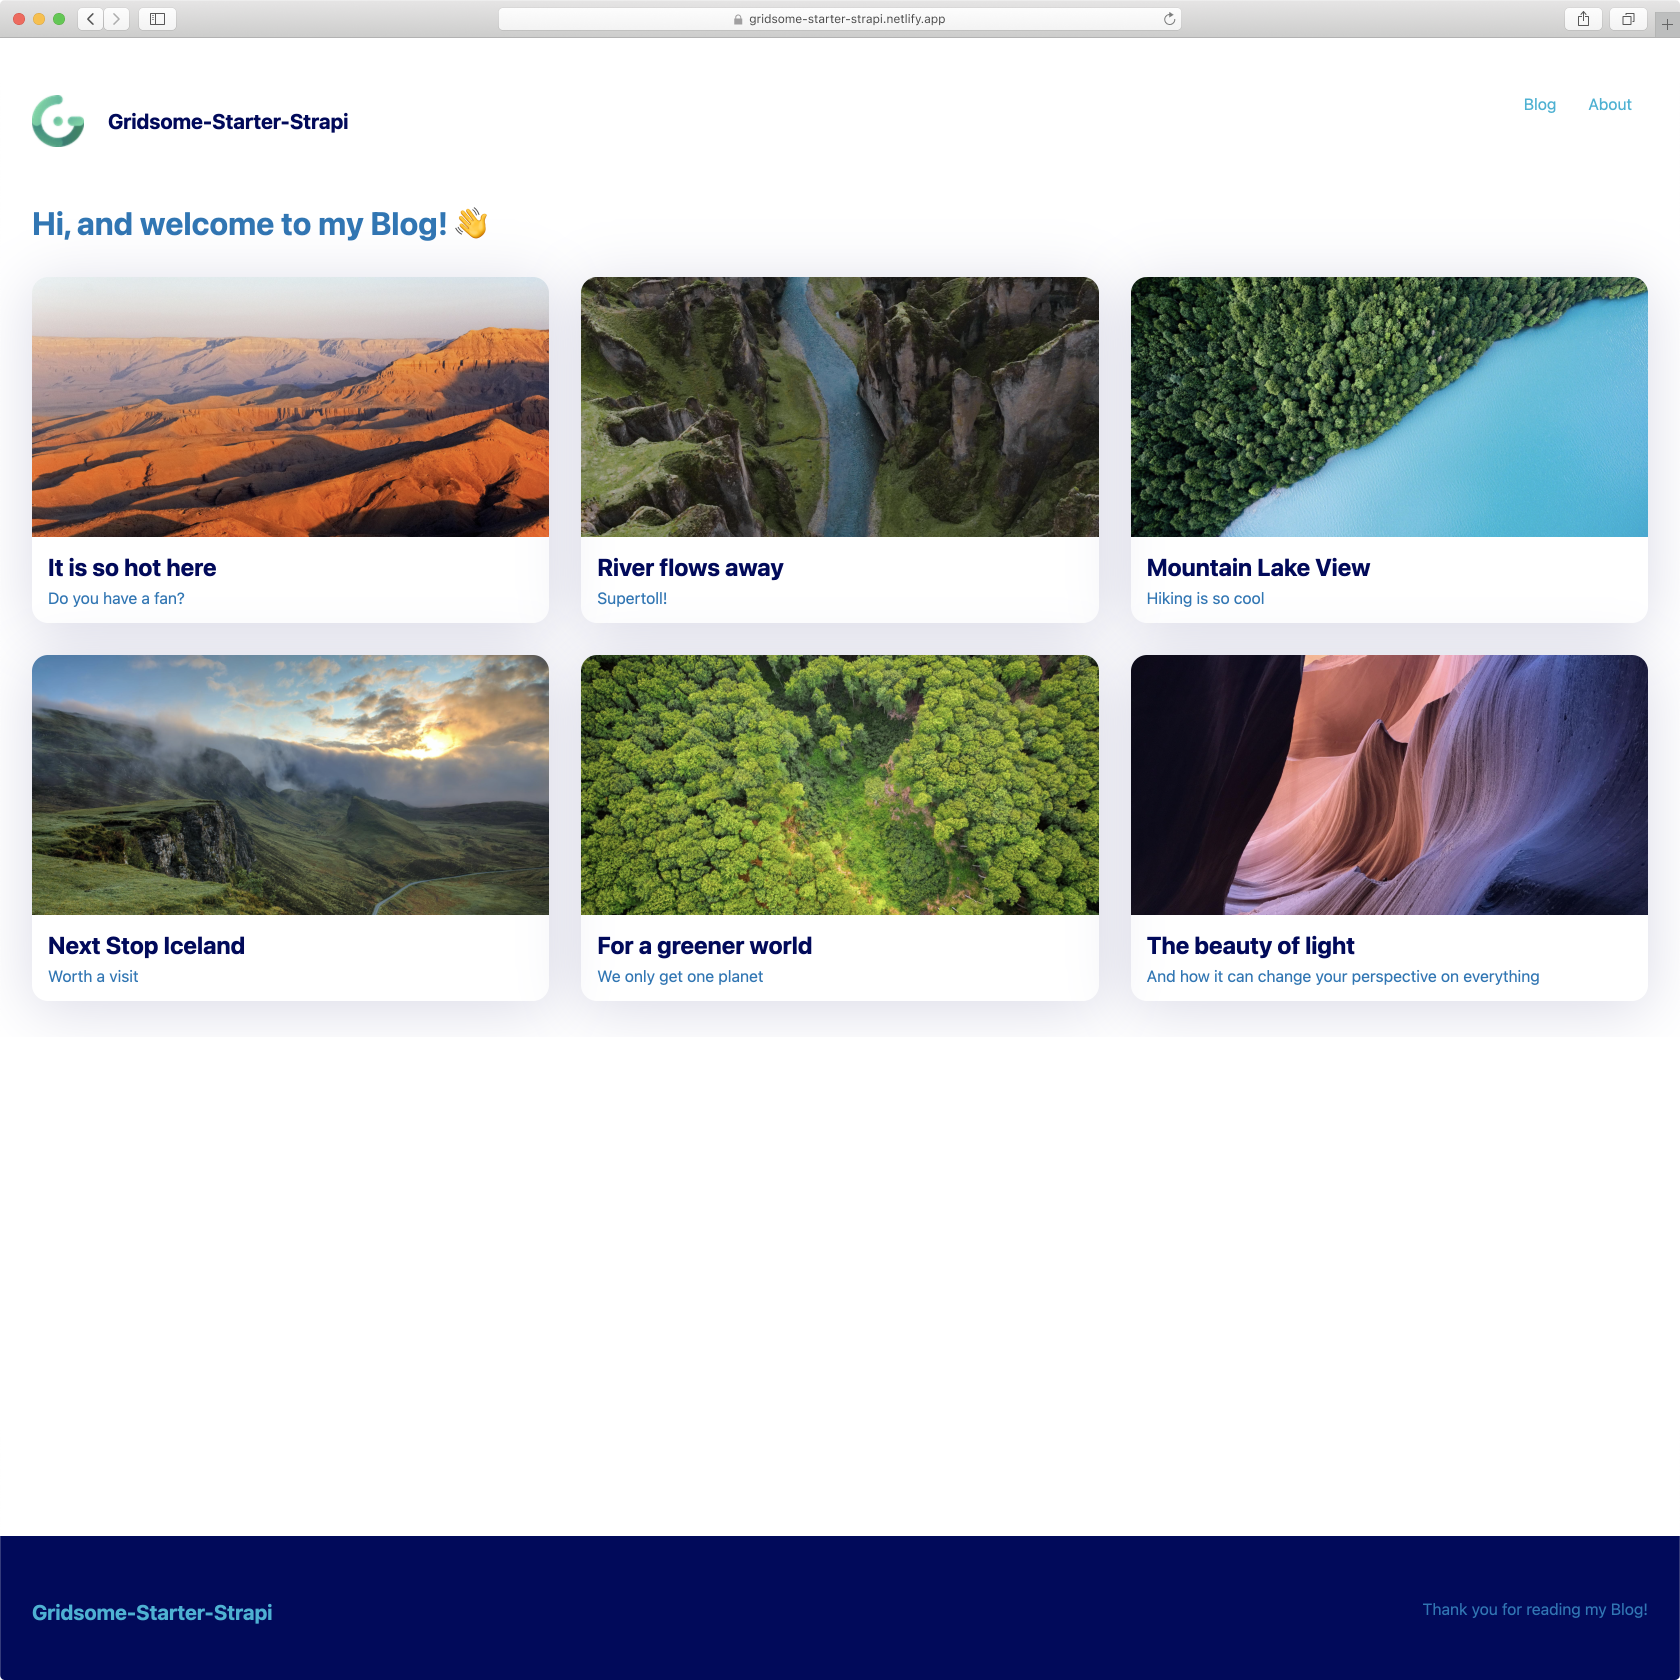 gridsome-starter-strapi.netlify.app
Gridsome-Starter-Strapi
Blog
About
Hi, and welcome to my Blog! 👋
It is so hot here
Do you have a fan?
River flows away
Supertoll!
Mountain Lake View
Hiking is so cool
Next Stop Iceland
Worth a visit
For a greener world
We only get one planet
The beauty of light
And how it can change your perspective on everything
Gridsome-Starter-Strapi
Thank you for reading my Blog!